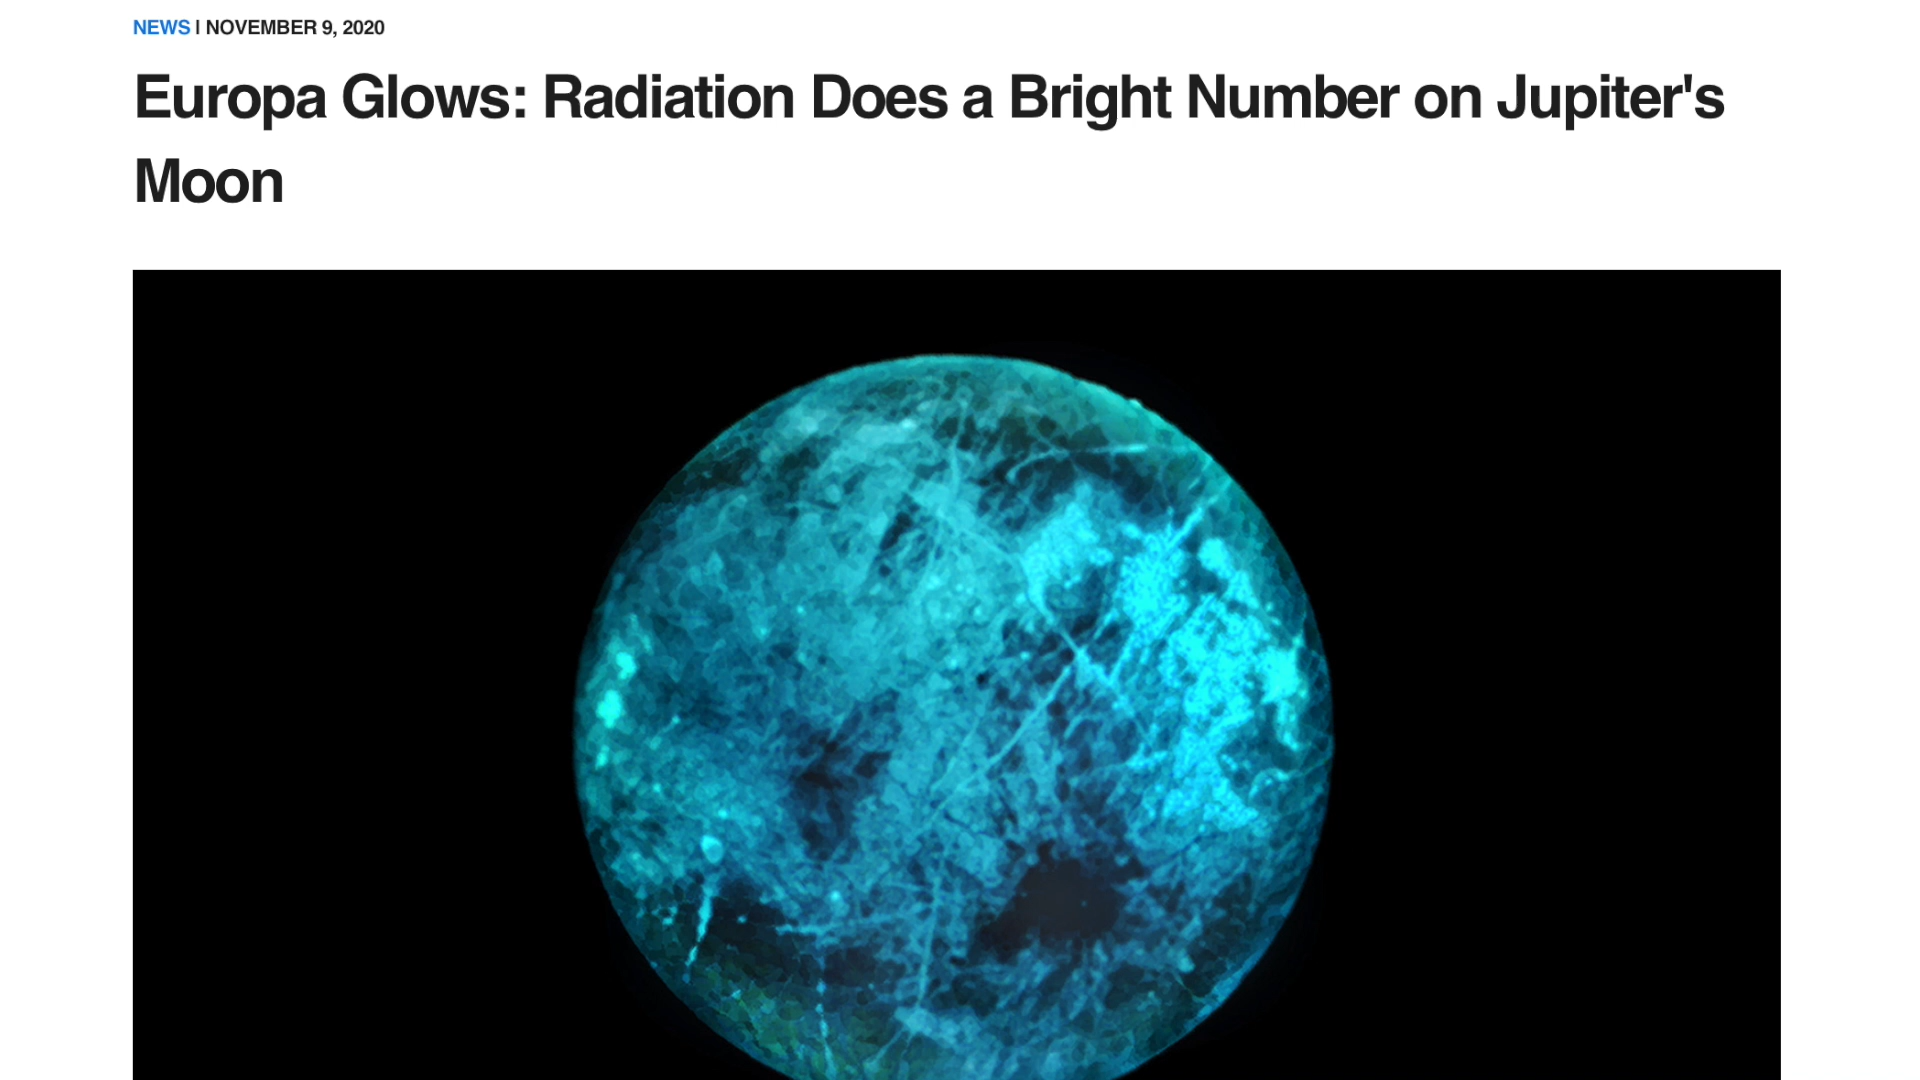 NEWS | NOVEMBER 9, 2020
Europa Glows: Radiation Does a Bright Number on Jupiter's
Moon